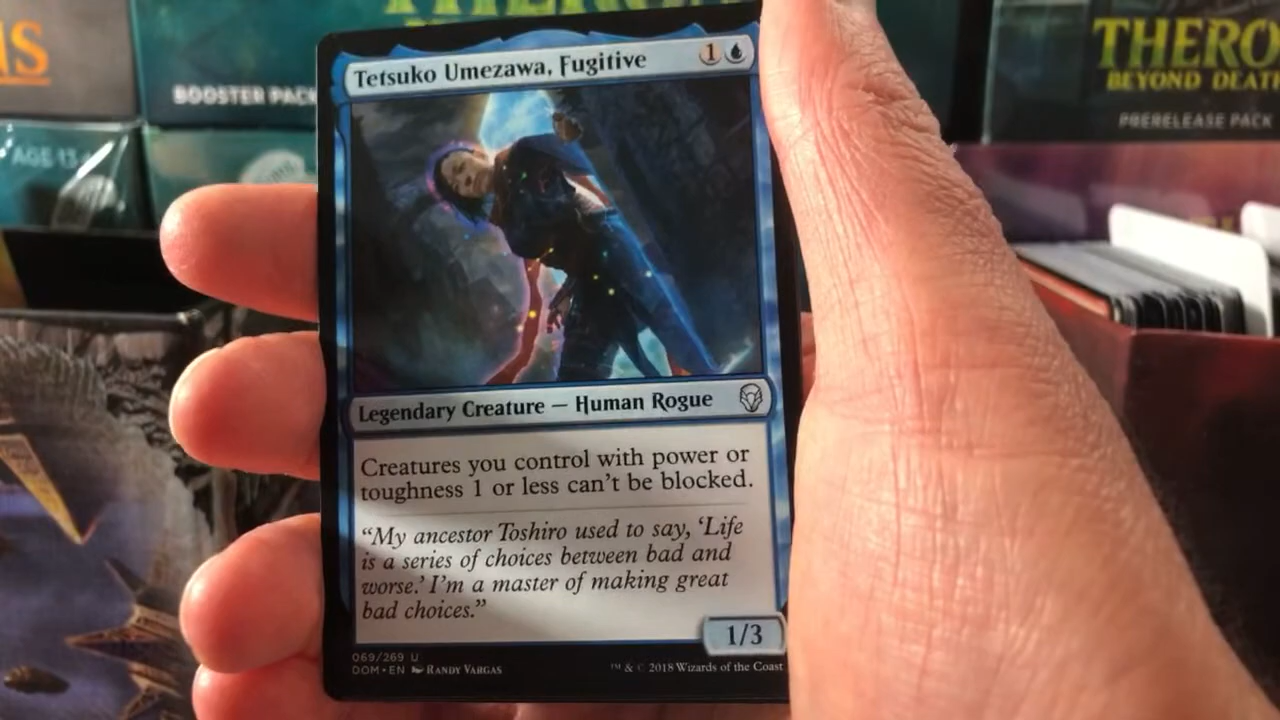 NS
BOOSTER PACK
AGE 13+
THERO
BEYOND DEAT
PRERELEASE PACK
Tetsuko Umezawa, Fugitive 1
Legendary Creature — Human Rogue
Creatures you control with power or
toughness 1 or less can't be blocked.
“My ancestor Toshiro used to say, ‘Life
is a series of choices between bad and
worse.’ I'm a master of making great
bad choices.”
1/3
069/269 U
DOM • EN RANDY VARGAS
™ & © 2018 Wizards of the Coast